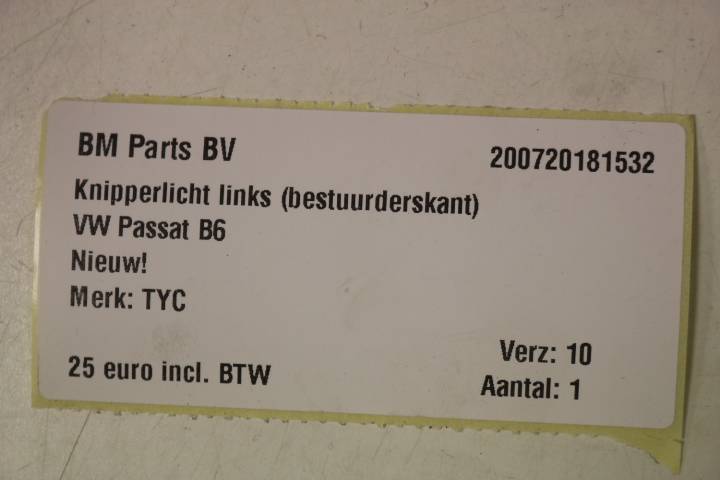 BM Parts BV
200720181532
Knipperlicht links (bestuurderskant)
VW Passat B6
Nieuw!
Merk: TYC
Verz: 10
25 euro incl. BTW
Aantal: 1